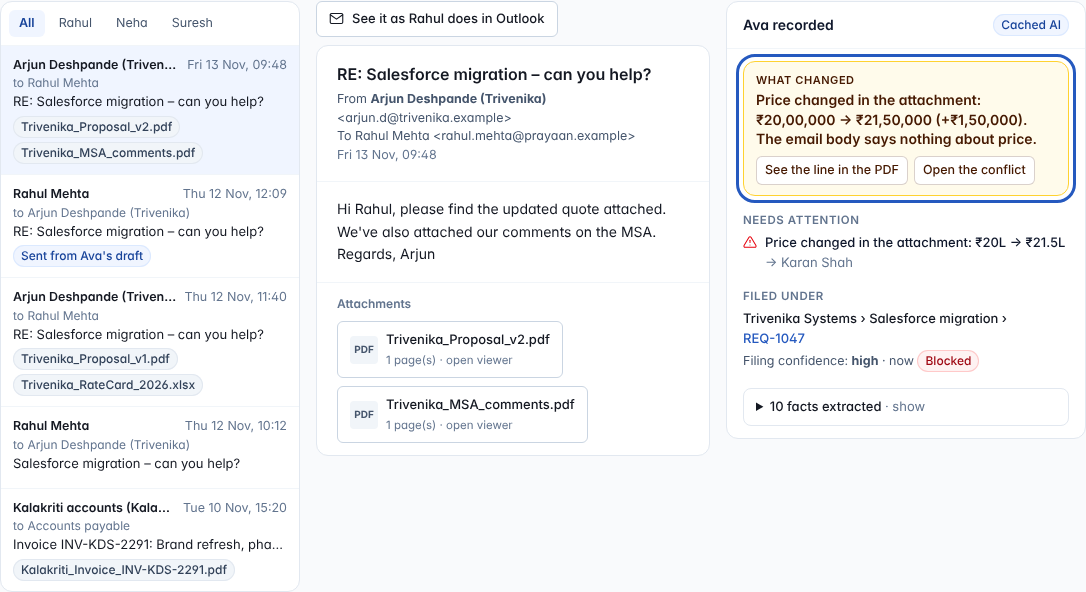 All Rahul Neha Suresh
Arjun Deshpande (Triven... Fri 13 Nov, 09:48
to Rahul Mehta
RE: Salesforce migration – can you help?
Trivenika_Proposal_v2.pdf
Trivenika_MSA_comments.pdf
Rahul Mehta Thu 12 Nov, 12:09
to Arjun Deshpande (Trivenika)
RE: Salesforce migration – can you help?
Sent from Ava's draft
Arjun Deshpande (Triven... Thu 12 Nov, 11:40
to Rahul Mehta
RE: Salesforce migration – can you help?
Trivenika_Proposal_v1.pdf
Trivenika_RateCard_2026.xlsx
Rahul Mehta Thu 12 Nov, 10:12
to Arjun Deshpande (Trivenika)
Salesforce migration – can you help?
Kalakriti accounts (Kala... Tue 10 Nov, 15:20
to Accounts payable
Invoice INV-KDS-2291: Brand refresh, pha...
Kalakriti_Invoice_INV-KDS-2291.pdf
See it as Rahul does in Outlook
RE: Salesforce migration – can you help?
From Arjun Deshpande (Trivenika)
<arjun.d@trivenika.example>
To Rahul Mehta <rahul.mehta@prayaan.example>
Fri 13 Nov, 09:48
Hi Rahul, please find the updated quote attached.
We've also attached our comments on the MSA.
Regards, Arjun
Attachments
PDF Trivenika_Proposal_v2.pdf
1 page(s) · open viewer
PDF Trivenika_MSA_comments.pdf
1 page(s) · open viewer
Ava recorded Cached AI
WHAT CHANGED
Price changed in the attachment:
₹20,00,000 → ₹21,50,000 (+₹1,50,000).
The email body says nothing about price.
See the line in the PDF Open the conflict
NEEDS ATTENTION
Price changed in the attachment: ₹20L → ₹21.5L
→ Karan Shah
FILED UNDER
Trivenika Systems › Salesforce migration ›
REQ-1047
Filing confidence: high · now Blocked
▶ 10 facts extracted · show